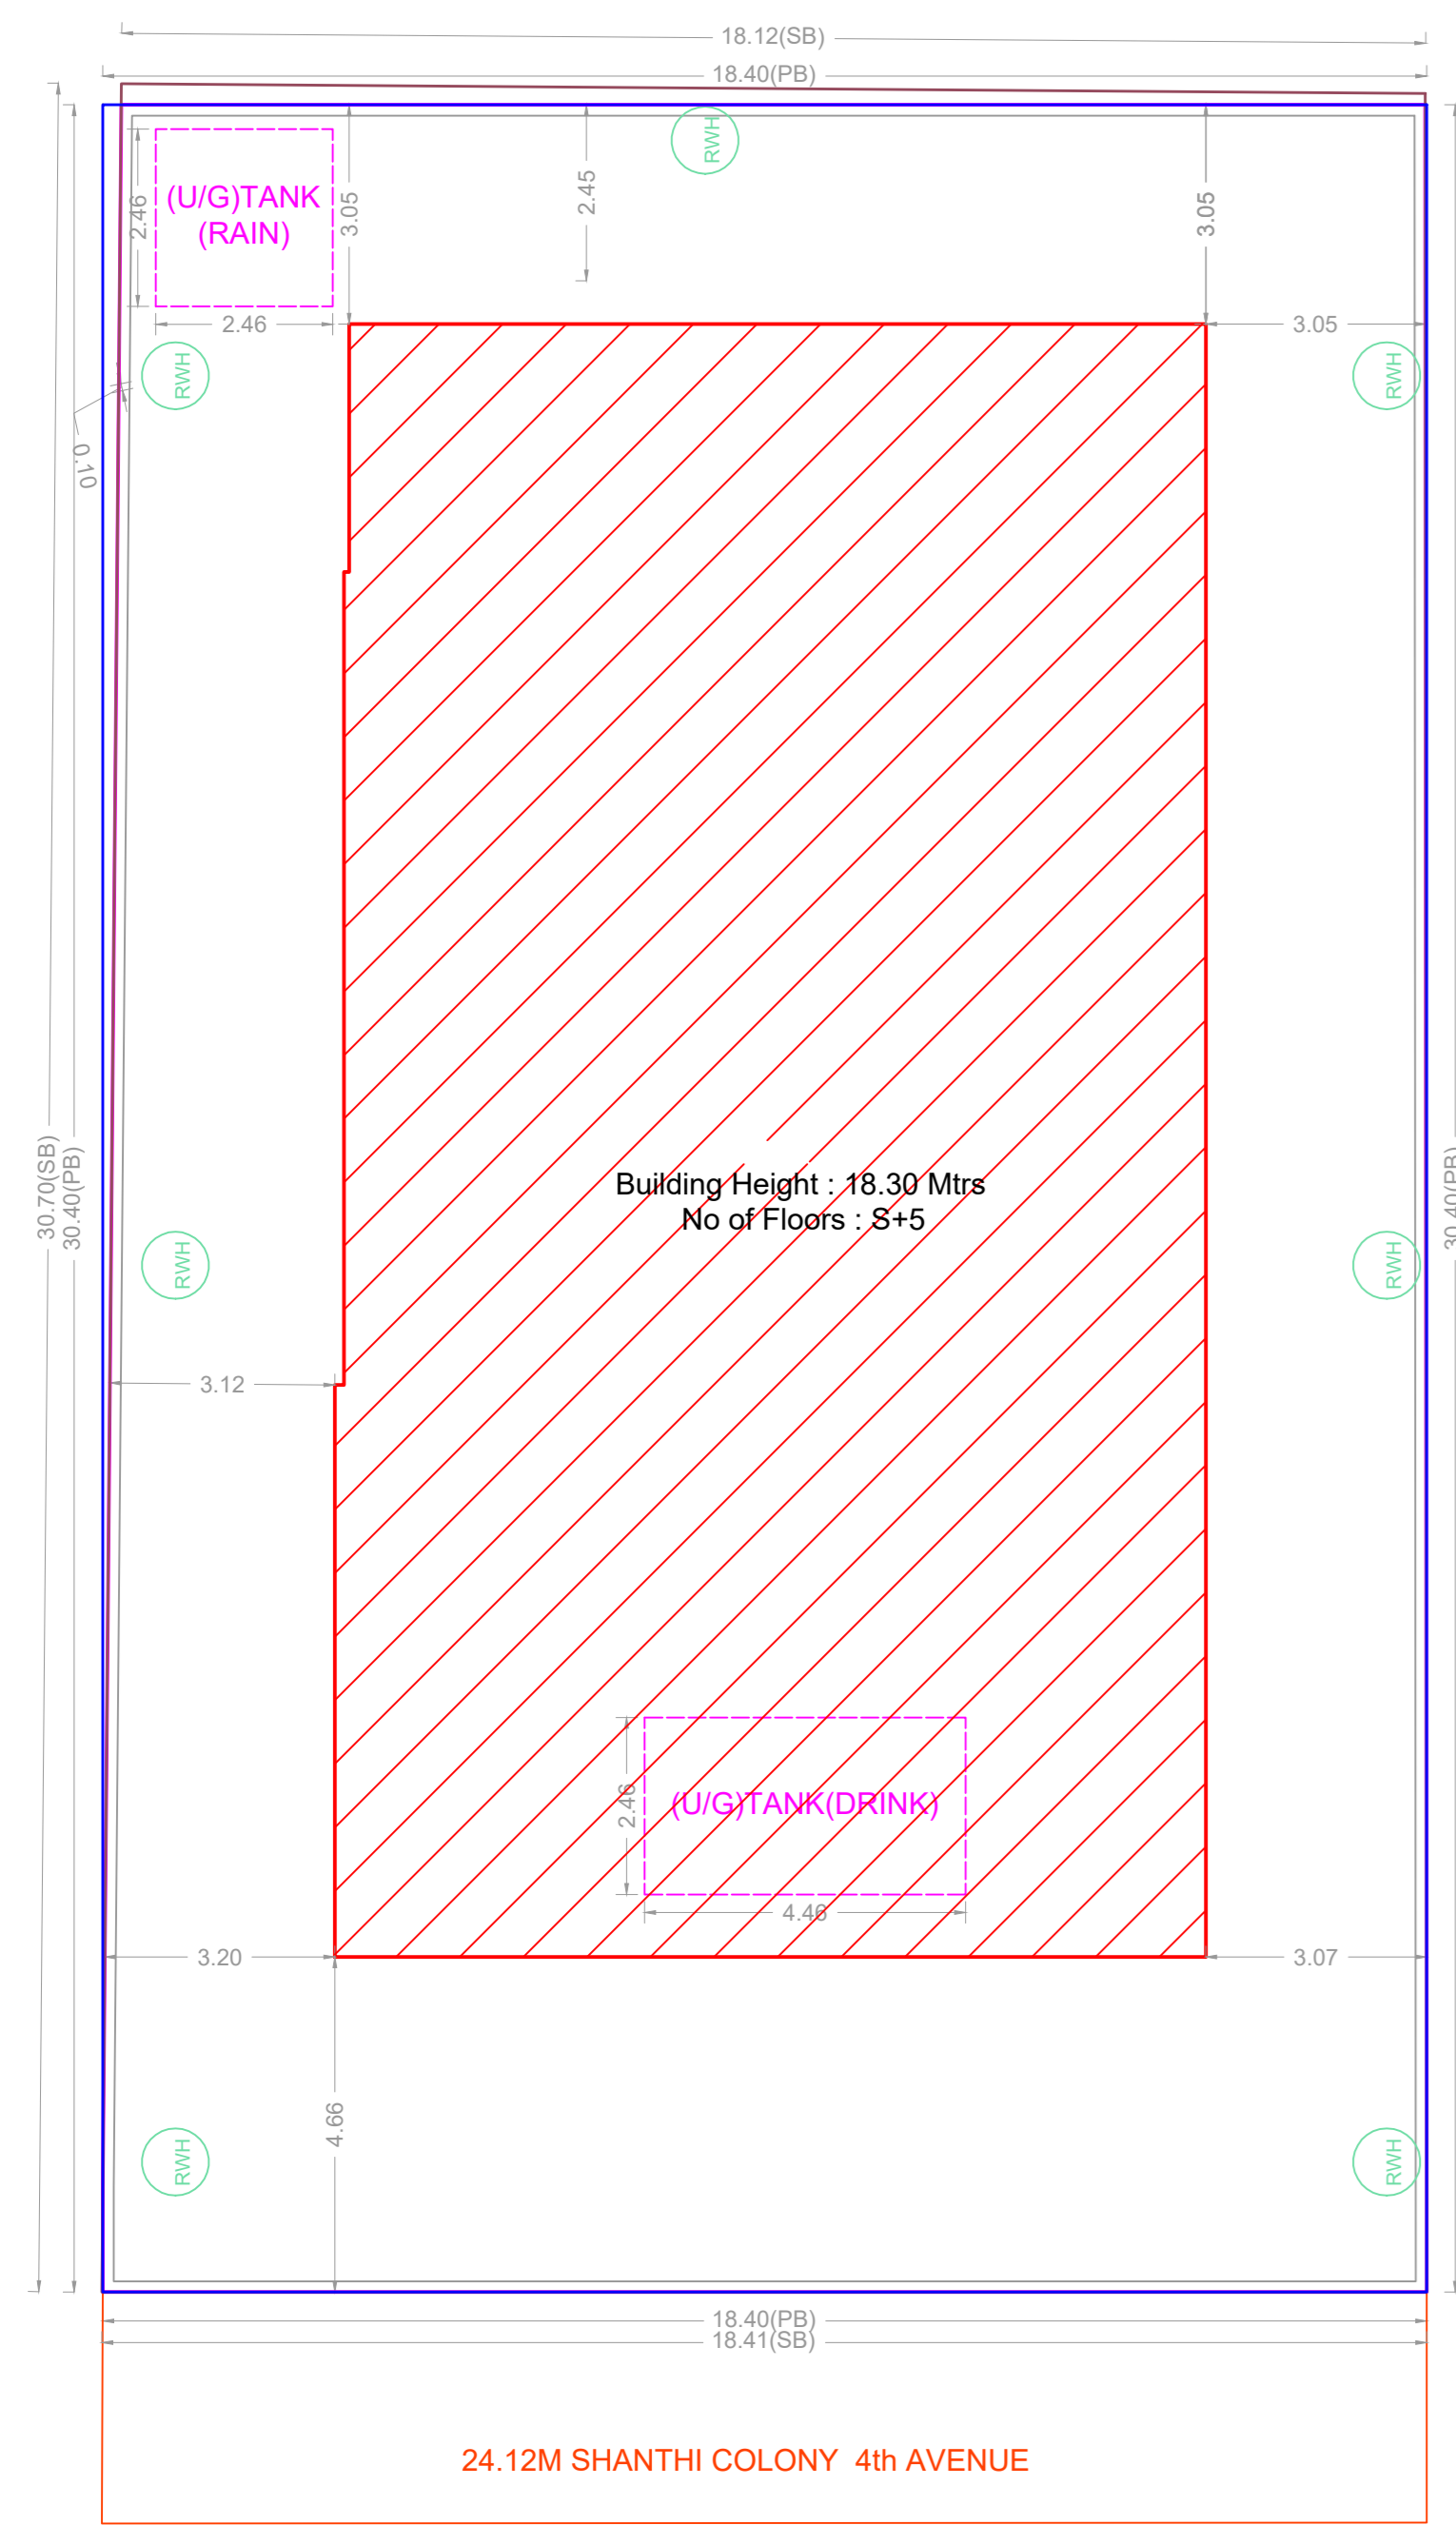 18.12(SB)
18.40(PB)
RWH
(U/G)TANK
(RAIN)
2.46
3.05
2.45
3.05
2.46
3.05
RWH
RWH
0.10
30.70(SB)
30.40(PB)
30.40(PB)
Building Height : 18.30 Mtrs
No of Floors : S+5
RWH
RWH
3.12
2.46
(U/G)TANK(DRINK)
4.46
3.20
3.07
4.66
RWH
RWH
18.40(PB)
18.41(SB)
24.12M SHANTHI COLONY 4th AVENUE